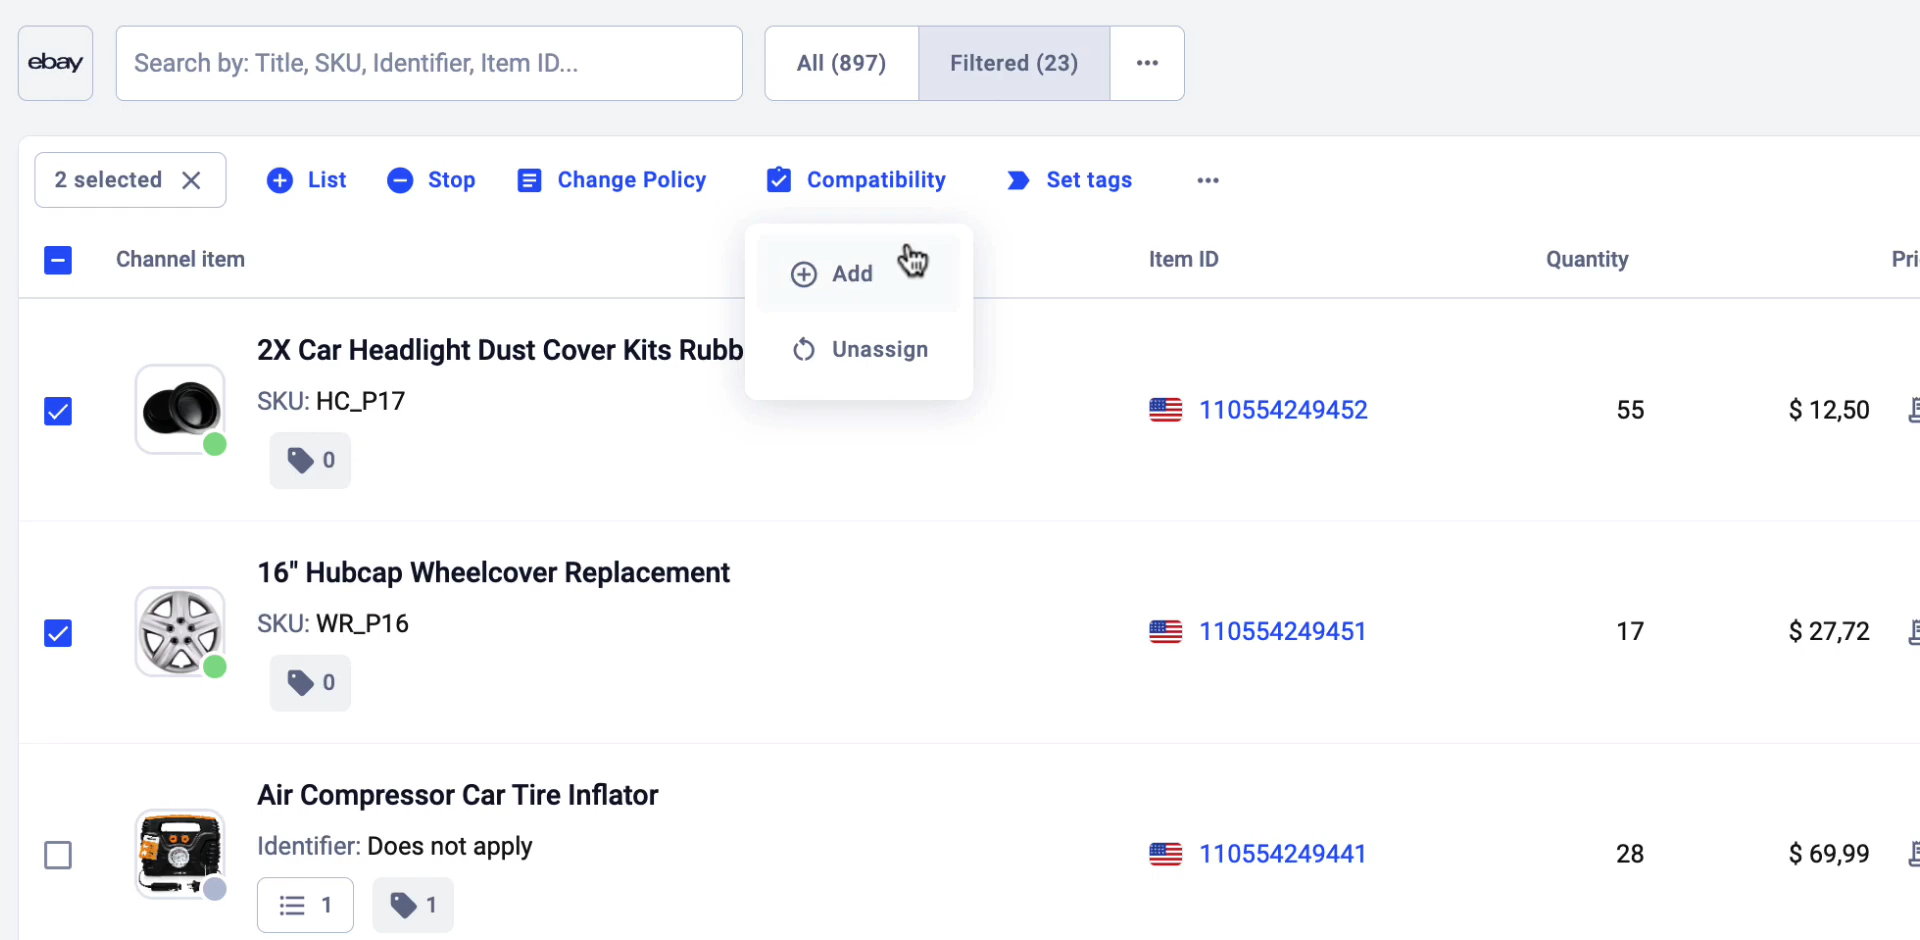 ebay
Search by: Title, SKU, Identifier, Item ID...
All (897)
Filtered (23)
2 selected
List
Stop
Change Policy
Compatibility
Set tags
Channel item
Item ID
Quantity
Pri
Add
Unassign
2X Car Headlight Dust Cover Kits Rubb
SKU: HC_P17
0
110554249452
55
$ 12,50
16" Hubcap Wheelcover Replacement
SKU: WR_P16
0
110554249451
17
$ 27,72
Air Compressor Car Tire Inflator
Identifier: Does not apply
1
1
110554249441
28
$ 69,99